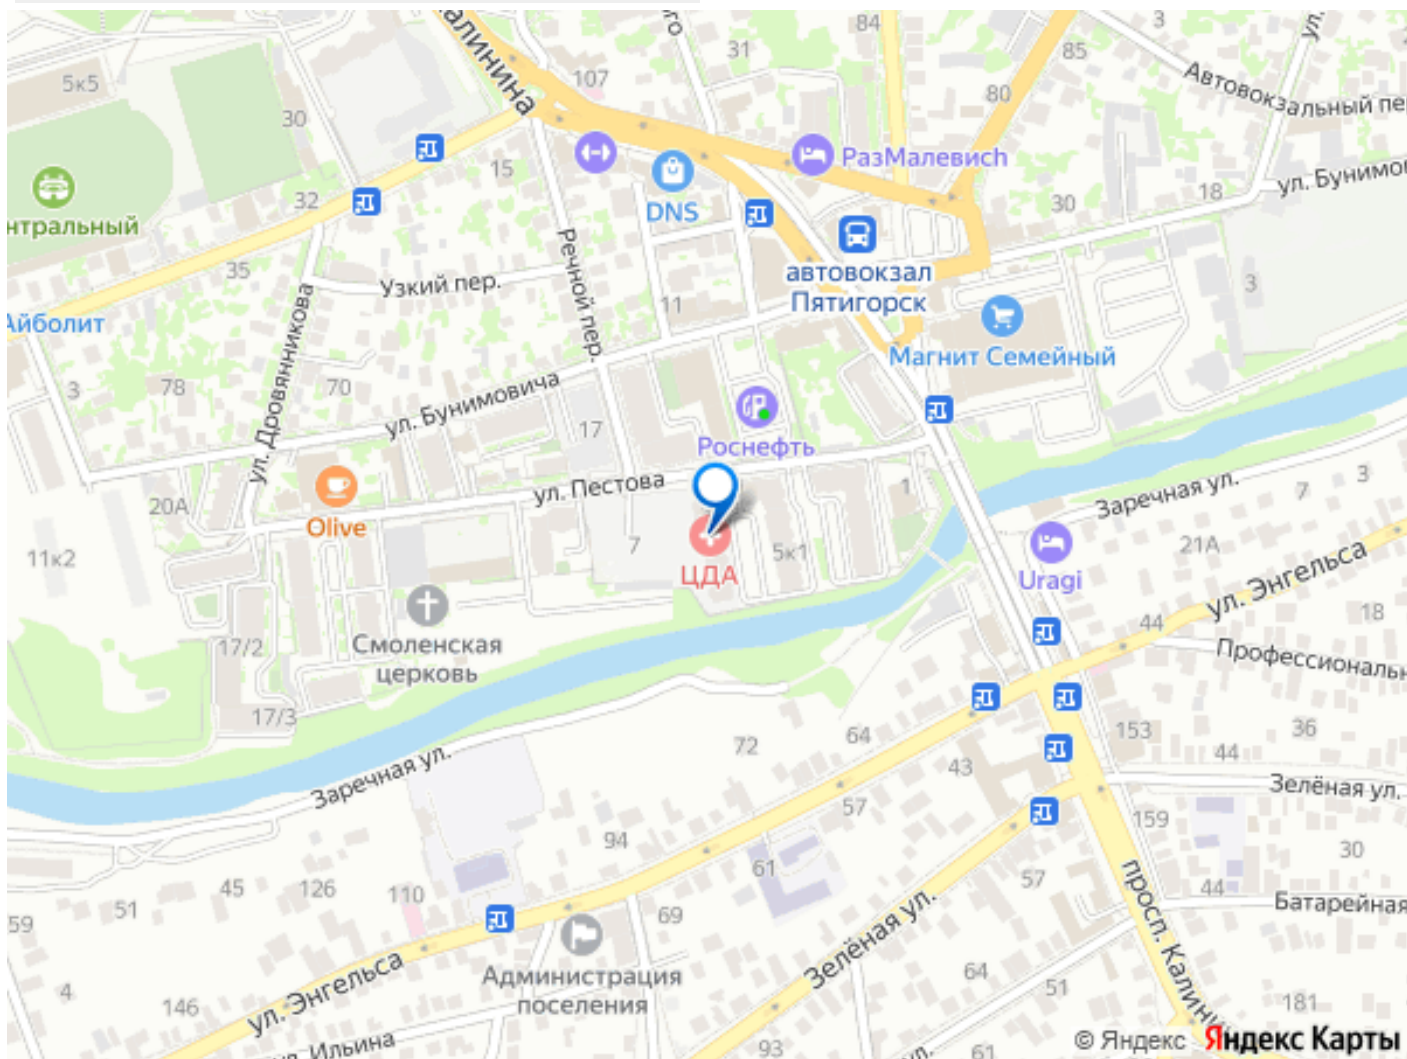 алинина
ого
31
84
3
85
ул.
5к5
107
80
Автовокзальный пе
30
15
РазМалевич
18
ул. Бунимо
32
DNS
30
нтральный
Речной пер.
35
Узкий пер.
автовокзал
Пятигорск
3
11
Айболит
Магнит Семейный
ул. Дровянникова
3
78
70
ул. Бунимовича
17
Роснефть
ул. Пестова
1
Заречная ул.
7
3
20А
Olive
11к2
7
ЦДА
5к1
Uragi
21А
ул. Энгельса
18
44
Смоленская
церковь
17/2
Профессиональн
17/3
72
64
153
36
44
43
Заречная ул.
Зелёная ул.
57
159
94
61
30
45
126
110
57
44
51
59
69
Батарейная
Зелёная ул.
просп. Калини
Администрация
поселения
64
51
4
146
ул. Энгельса
181
ул. Ильина
93
ул.
61
© Яндекс Яндекс Карты